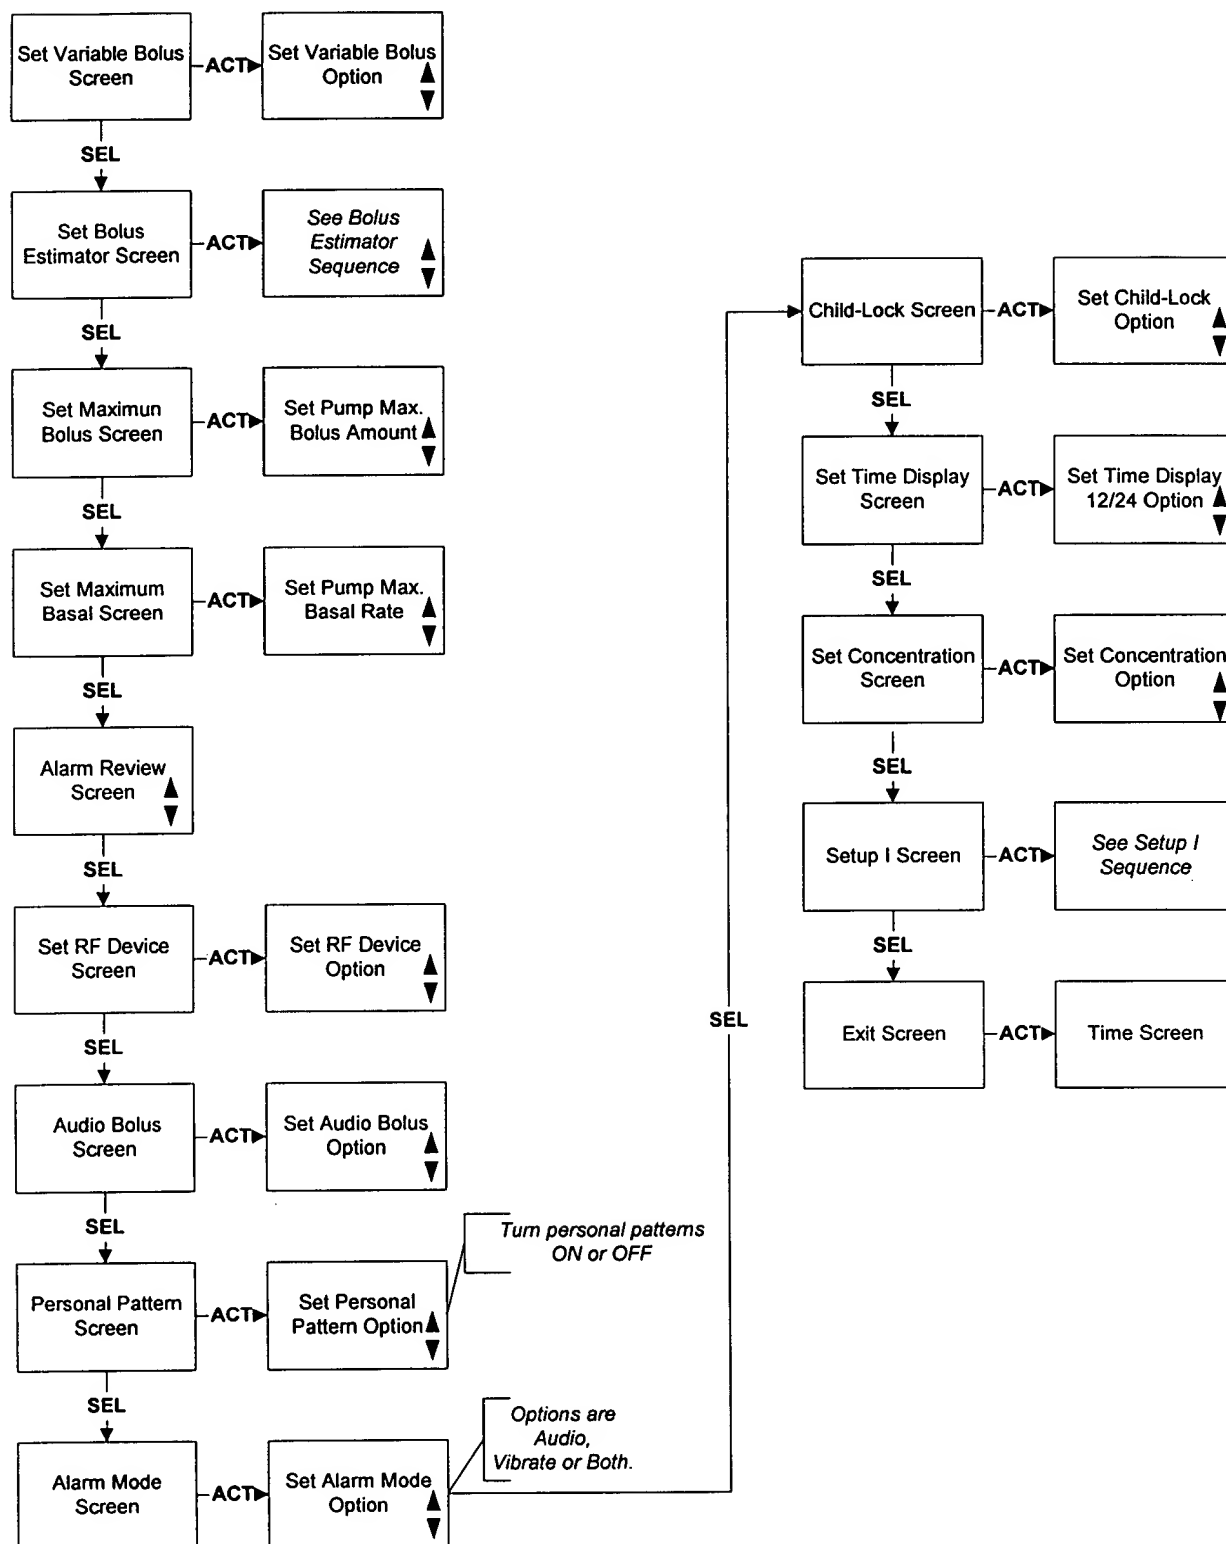 Set Variable Bolus
Screen
ACT
Set Variable Bolus
Option
SEL
Set Bolus
Estimator Screen
ACT
See Bolus
Estimator
Sequence
SEL
Set Maximun
Bolus Screen
ACT
Set Pump Max.
Bolus Amount
SEL
Set Maximum
Basal Screen
ACT
Set Pump Max.
Basal Rate
SEL
Alarm Review
Screen
SEL
Set RF Device
Screen
ACT
Set RF Device
Option
SEL
Audio Bolus
Screen
ACT
Set Audio Bolus
Option
SEL
Personal Pattern
Screen
ACT
Set Personal
Pattern Option
Turn personal patterns
ON or OFF
SEL
Alarm Mode
Screen
ACT
Set Alarm Mode
Option
Options are
Audio,
Vibrate or Both.
SEL
Child-Lock Screen
ACT
Set Child-Lock
Option
SEL
Set Time Display
Screen
ACT
Set Time Display
12/24 Option
SEL
Set Concentration
Screen
ACT
Set Concentration
Option
SEL
Setup I Screen
ACT
See Setup I
Sequence
SEL
Exit Screen
ACT
Time Screen